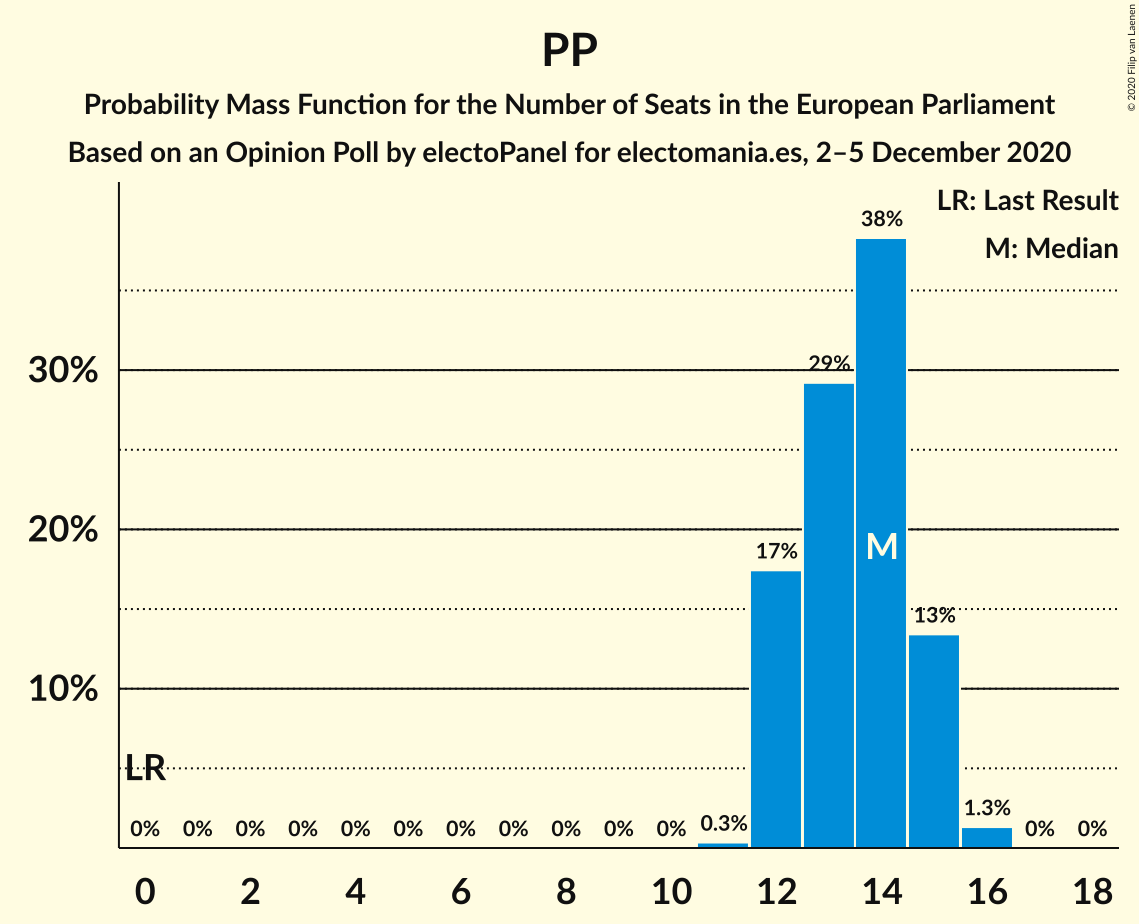 © 2020 Filip van Laenen
PP
Probability Mass Function for the Number of Seats in the European Parliament
Based on an Opinion Poll by electoPanel for electomania.es, 2–5 December 2020
LR: Last Result
M: Median
38%
30%
29%
20%
17%
M
13%
10%
LR
0% 0% 0% 0% 0% 0% 0% 0% 0% 0% 0% 0.3% 1.3% 0% 0%
0 2 4 6 8 10 12 14 16 18